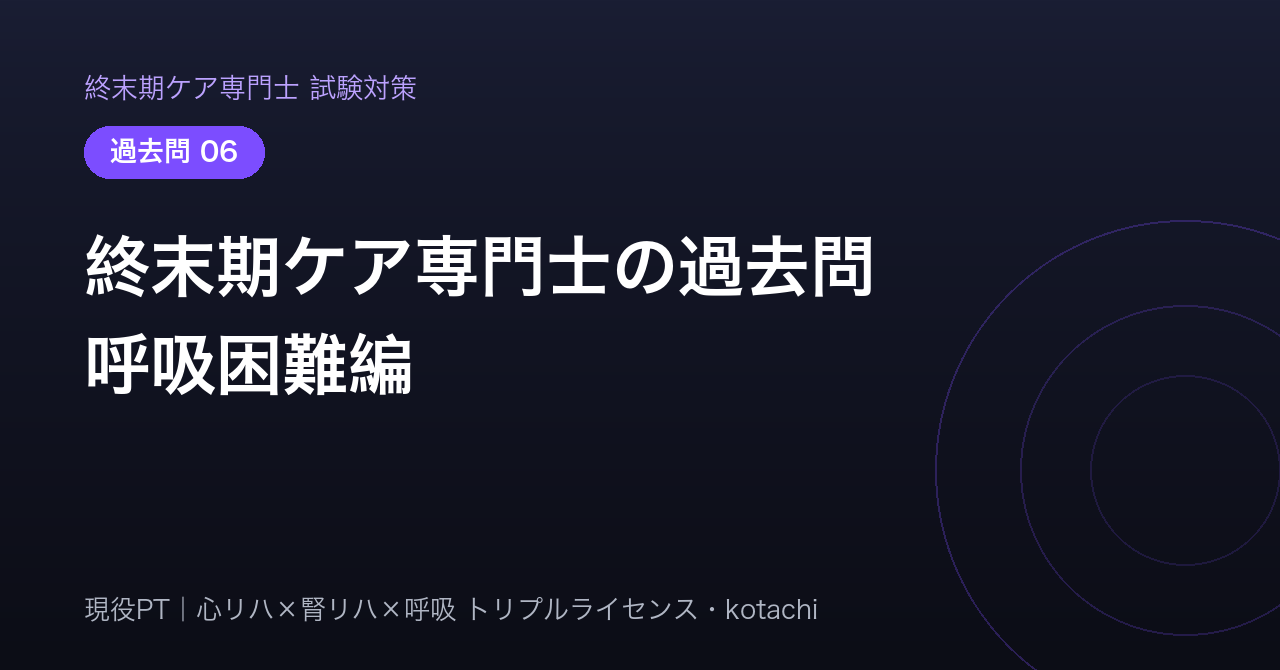 終末期ケア専門士 試験対策
過去問 06
終末期ケア専門士の過去問
呼吸困難編
現役PT｜心リハ×腎リハ×呼吸 トリプルライセンス・kotachi